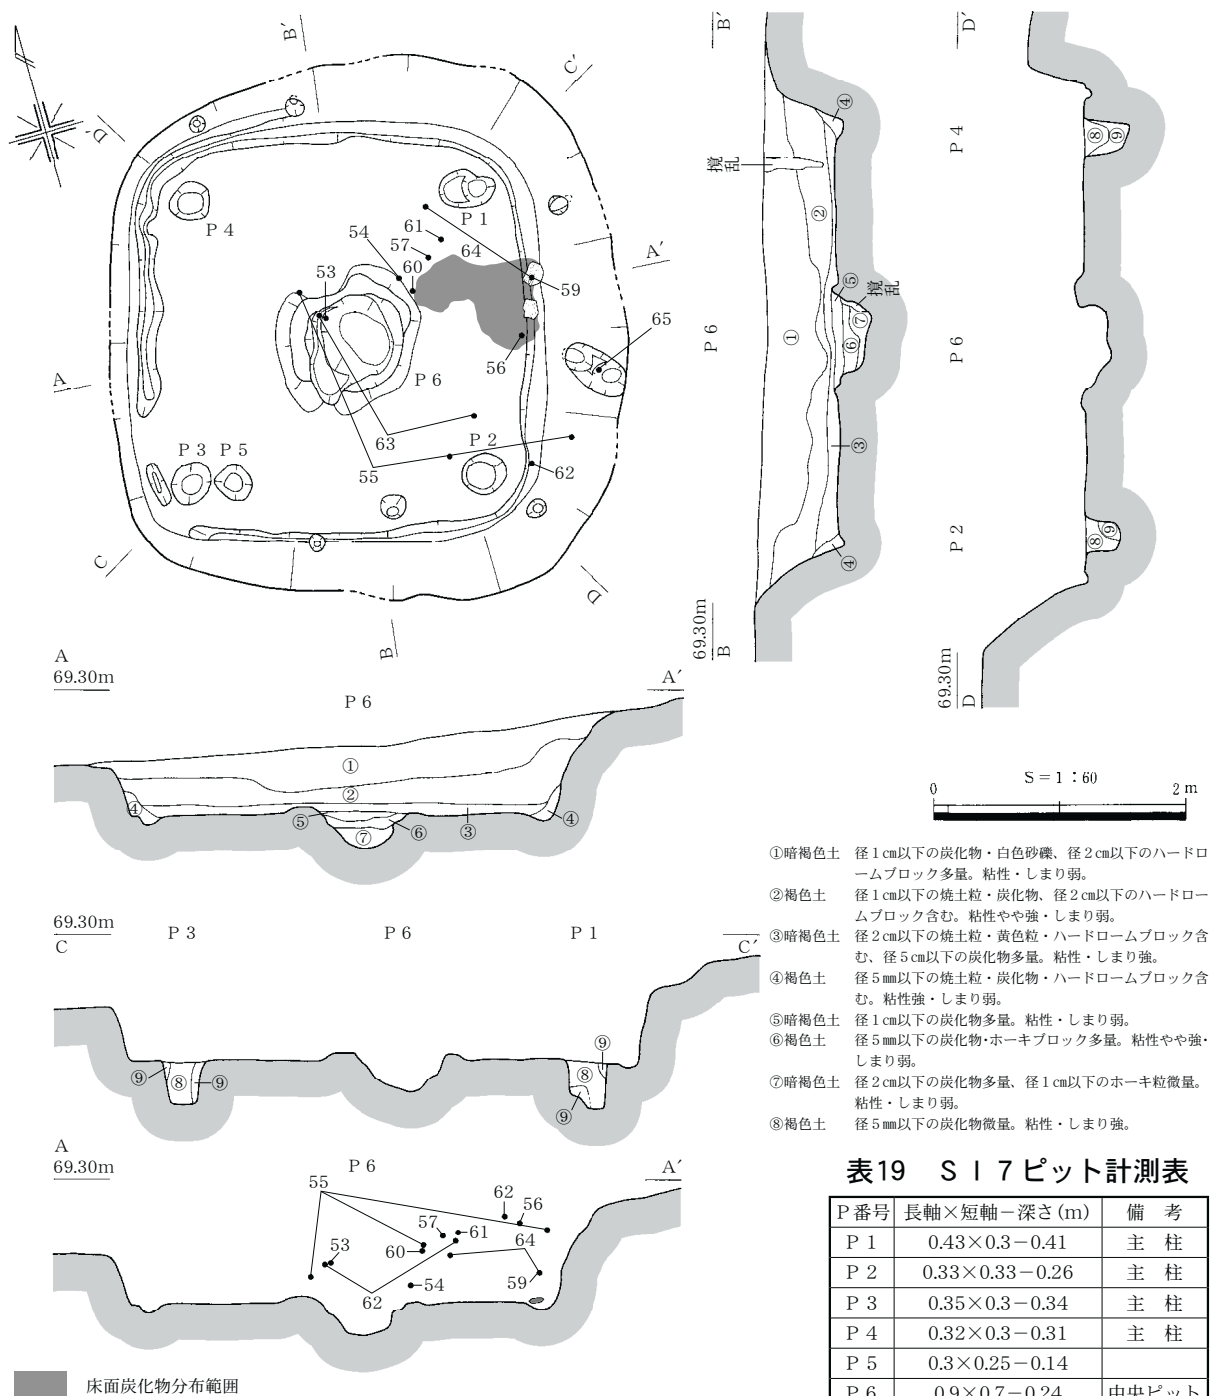 B′
C′
D′
P 4
P 1
61
54
57
64
53
60
59
A′
65
56
A
P 6
63
P 3 P 5
P 2
55
62
C
D
B
B′
④
攪乱
②
⑤
攪乱
⑦
①
⑥
P 6
③
④
69.30m
B
D′
P 4
⑧
⑨
P 6
P 2
⑨
⑧
69.30m
D
A
69.30m
P 6
A′
①
②
④
⑤
⑥
③
④
⑦
S＝1：60
0
2 m
①暗褐色土 径１㎝以下の炭化物・白色砂礫、径２㎝以下のハードロ
ームブロック多量。粘性・しまり弱。
②褐色土 径１㎝以下の焼土粒・炭化物、径２㎝以下のハードロー
ムブロック含む。粘性やや強・しまり弱。
③暗褐色土 径２㎝以下の焼土粒・黄色粒・ハードロームブロック含
む、径５㎝以下の炭化物多量。粘性・しまり強。
④褐色土 径５㎜以下の焼土粒・炭化物・ハードロームブロック含
む。粘性強・しまり弱。
⑤暗褐色土 径１㎝以下の炭化物多量。粘性・しまり弱。
⑥褐色土 径５㎜以下の炭化物・ホーキブロック多量。粘性やや強・
しまり弱。
⑦暗褐色土 径２㎝以下の炭化物多量、径１㎝以下のホーキ粒微量。
粘性・しまり弱。
⑧褐色土 径５㎜以下の炭化物微量。粘性・しまり強。
69.30m
C
P 3
P 6
P 1
C′
⑨
⑧
⑨
⑨
⑧
⑨
A
69.30m
P 6
A′
55
62
56
57
61
53
60
64
54
59
62
床面炭化物分布範囲
表19 ＳＩ７ピット計測表
P番号 長軸×短軸－深さ(m) 備 考
P 1 0.43×0.3－0.41 主 柱
P 2 0.33×0.33－0.26 主 柱
P 3 0.35×0.3－0.34 主 柱
P 4 0.32×0.3－0.31 主 柱
P 5 0.3×0.25－0.14
P 6 0.9×0.7－0.24 中央ピット